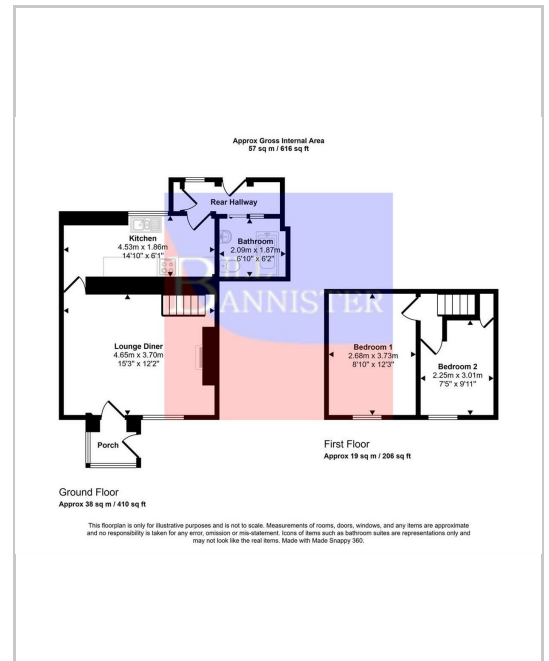 Approx Gross Internal Area
57 sq m / 616 sq ft
Rear Hallway
Kitchen
4.53m x 1.86m
14'10" x 6'1"
Bathroom
2.09m x 1.87m
6'10" x 6'2"
BANNISTER
Lounge Diner
4.65m x 3.70m
15'3" x 12'2"
Porch
Bedroom 1
2.68m x 3.73m
8'10" x 12'3"
Bedroom 2
2.25m x 3.01m
7'5" x 9'11"
First Floor
Approx 19 sq m / 206 sq ft
Ground Floor
Approx 38 sq m / 410 sq ft
This floorplan is only for illustrative purposes and is not to scale. Measurements of rooms, doors, windows, and any items are approximate
and no responsibility is taken for any error, omission or mis-statement. Icons of items such as bathroom suites are representations only and
may not look like the real items. Made with Made Snappy 360.